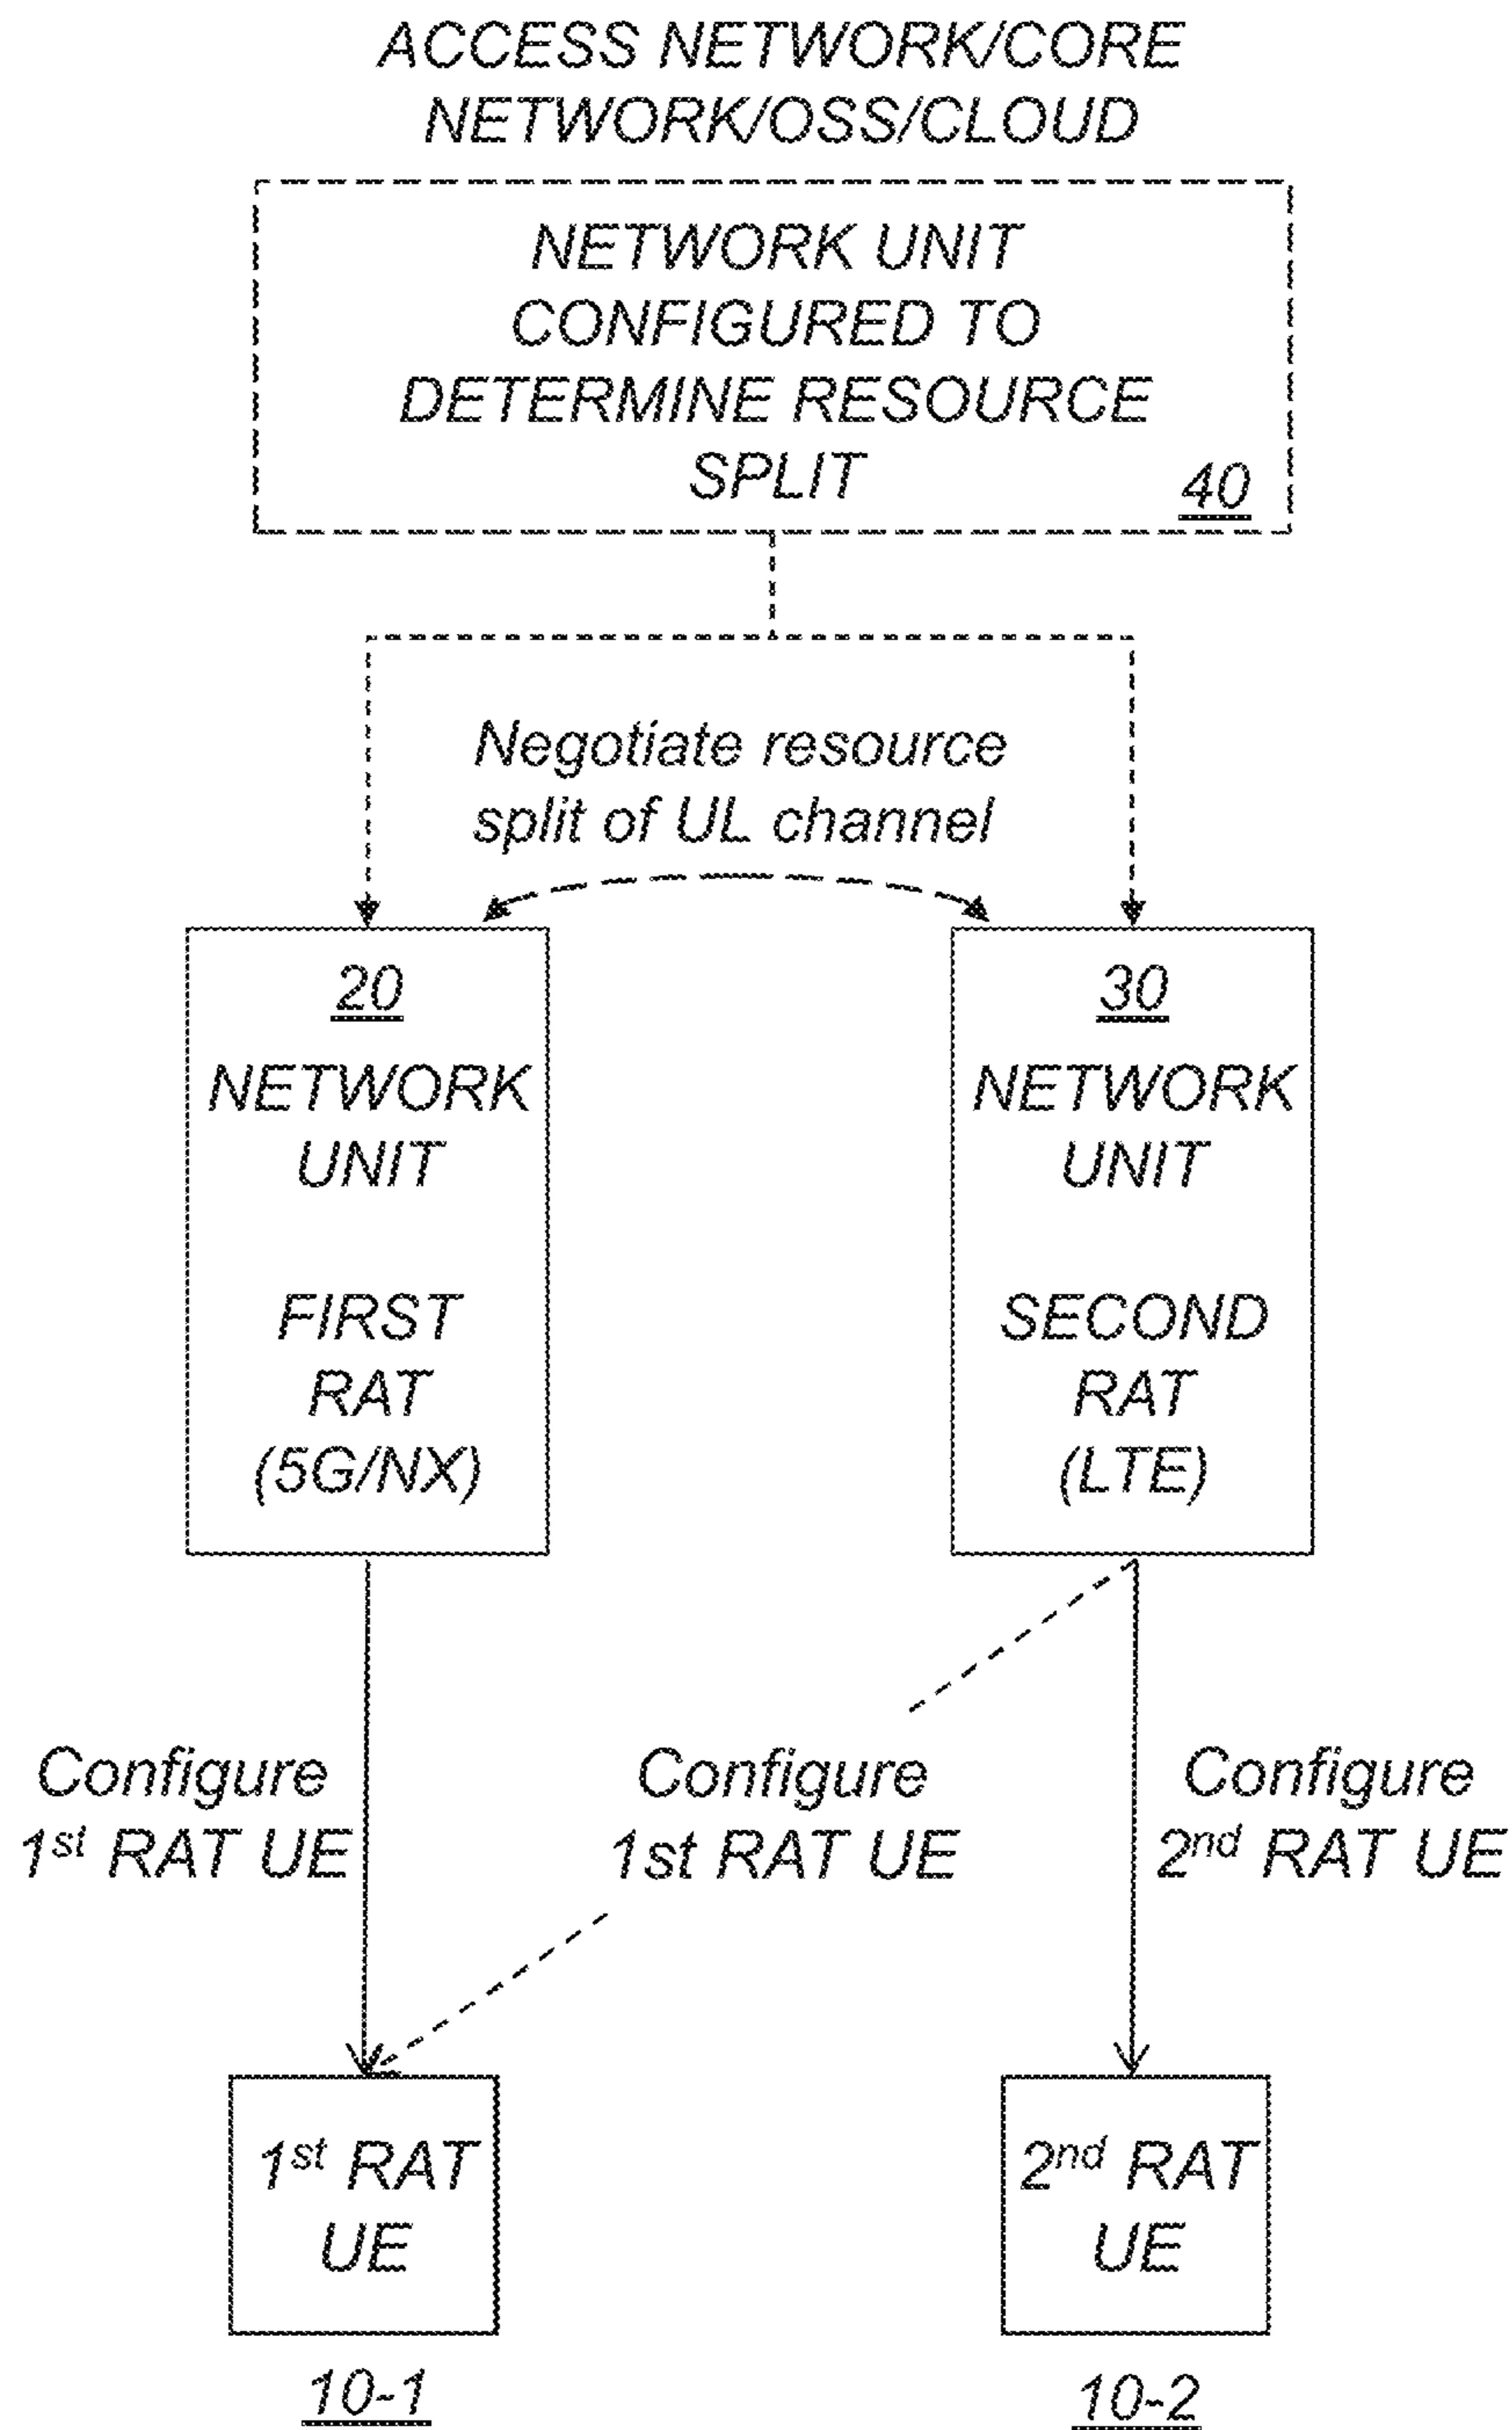 ACCESS NETWORK/CORE
NETWORK/OSS/CLOUD
NETWORK UNIT
CONFIGURED TO
DETERMINE RESOURCE
SPLIT
40
Negotiate resource
split of UL channel
20
NETWORK
UNIT
FIRST
RAT
(5G/NX)
30
NETWORK
UNIT
SECOND
RAT
(LTE)
Configure
1st RAT UE
Configure
1st RAT UE
Configure
2nd RAT UE
1st RAT
UE
10-1
2nd RAT
UE
10-2